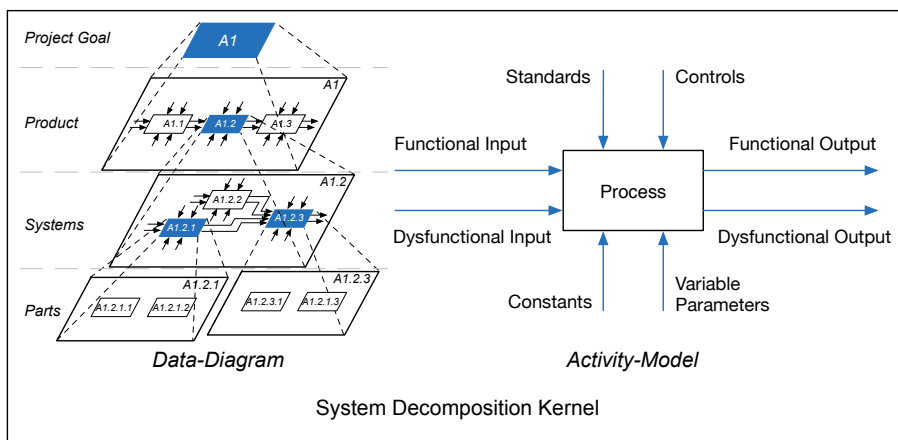 Project Goal
A1
A1
Product
A1.1
A1.2
A1.3
A1.2
Systems
A1.2.2
A1.2.1
A1.2.3
A1.2.1
A1.2.3
Parts
A1.2.1.1
A1.2.1.2
A1.2.3.1
A1.2.1.3
Data-Diagram
Standards
Controls
Functional Input
Functional Output
Process
Dysfunctional Input
Dysfunctional Output
Constants
Variable
Parameters
Activity-Model
System Decomposition Kernel